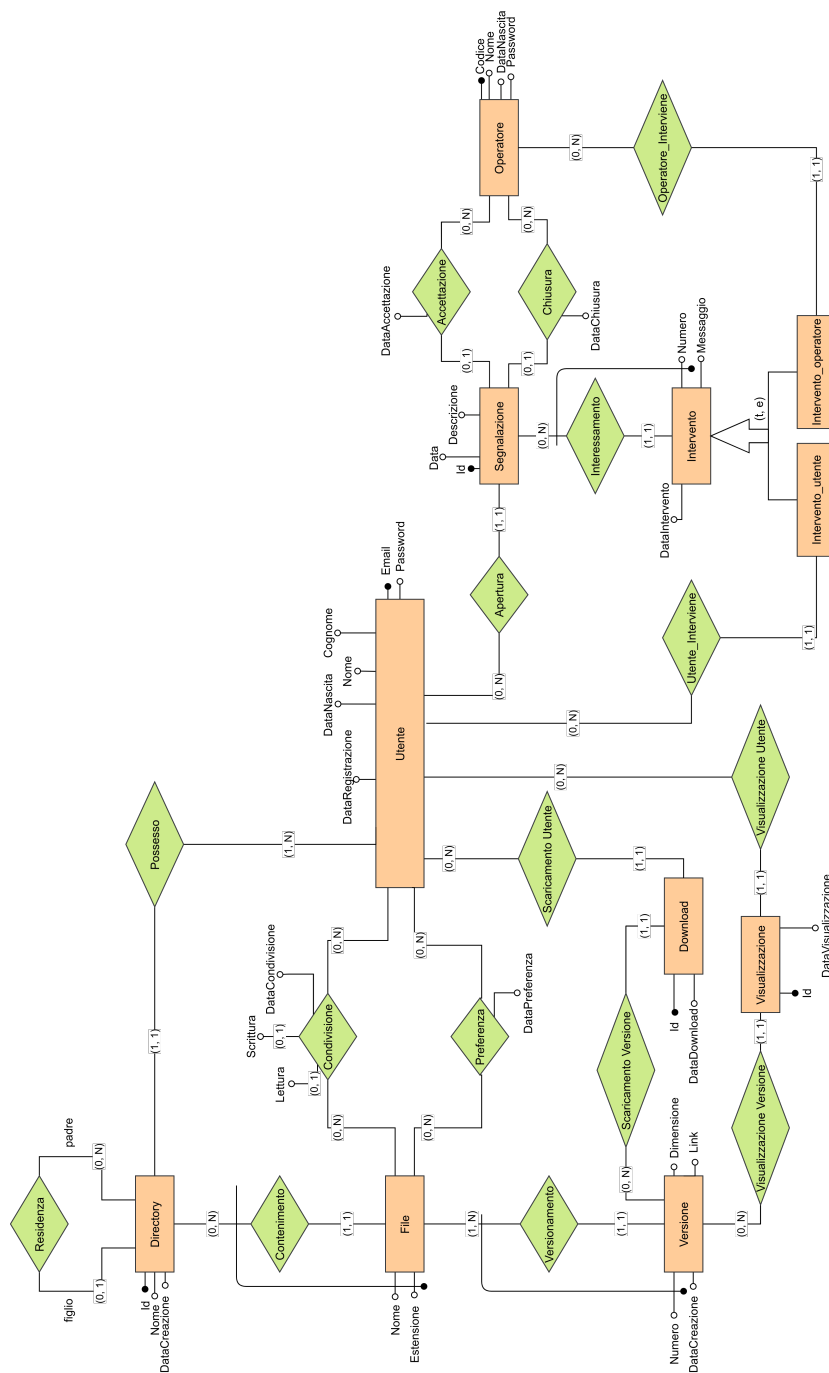 Residenza
figlio
padre
(0, 1)
(0, N)
Id
Nome
DataCreazione
Directory
(1, 1)
Possesso
(1, N)
(0, N)
Contenimento
(1, 1)
Nome
Estensione
File
(0, N)
Lettura
(0, 1)
Scrittura
(0, 1)
DataCondivisione
Condivisione
(0, N)
(0, N)
Preferenza
DataPreferenza
(0, N)
DataRegistrazione
DataNascita
Nome
Cognome
Email
Password
Utente
(1, N)
Versionamento
(1, 1)
Numero
DataCreazione
Versione
Dimensione
Link
(0, N)
Scaricamento Versione
(1, 1)
Id
DataDownload
Download
(1, 1)
Scaricamento Utente
(0, N)
(0, N)
Visualizzazione Versione
(1, 1)
Visualizzazione
Id
DataVisualizzazione
(1, 1)
Visualizzazione Utente
(0, N)
(0, N)
Apertura
(1, 1)
Id
Data
Descrizione
Segnalazione
(0, 1)
DataAccettazione
Accettazione
(0, N)
(0, 1)
Chiusura
DataChiusura
(0, N)
Codice
Nome
DataNascita
Password
Operatore
(0, N)
Interessamento
(1, 1)
DataIntervento
Intervento
Numero
Messaggio
(t, e)
Intervento_utente
Intervento_operatore
(0, N)
Utente_Interviene
(1, 1)
(0, N)
Operatore_Interviene
(1, 1)